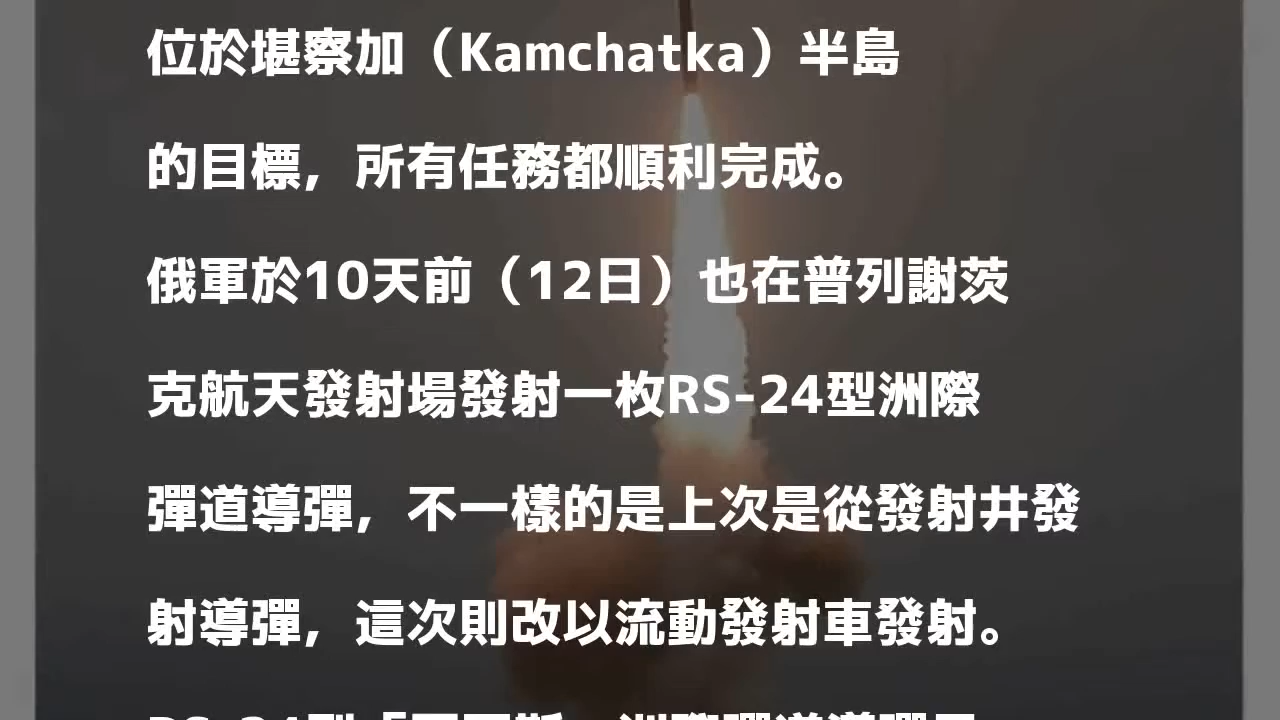 位於堪察加（Kamchatka）半島
的目標，所有任務都順利完成。
俄軍於10天前（12日）也在普列謝茨
克航天發射場發射一枚RS-24型洲際
彈道導彈，不一樣的是上次是從發射井發
射導彈，這次則改以流動發射車發射。